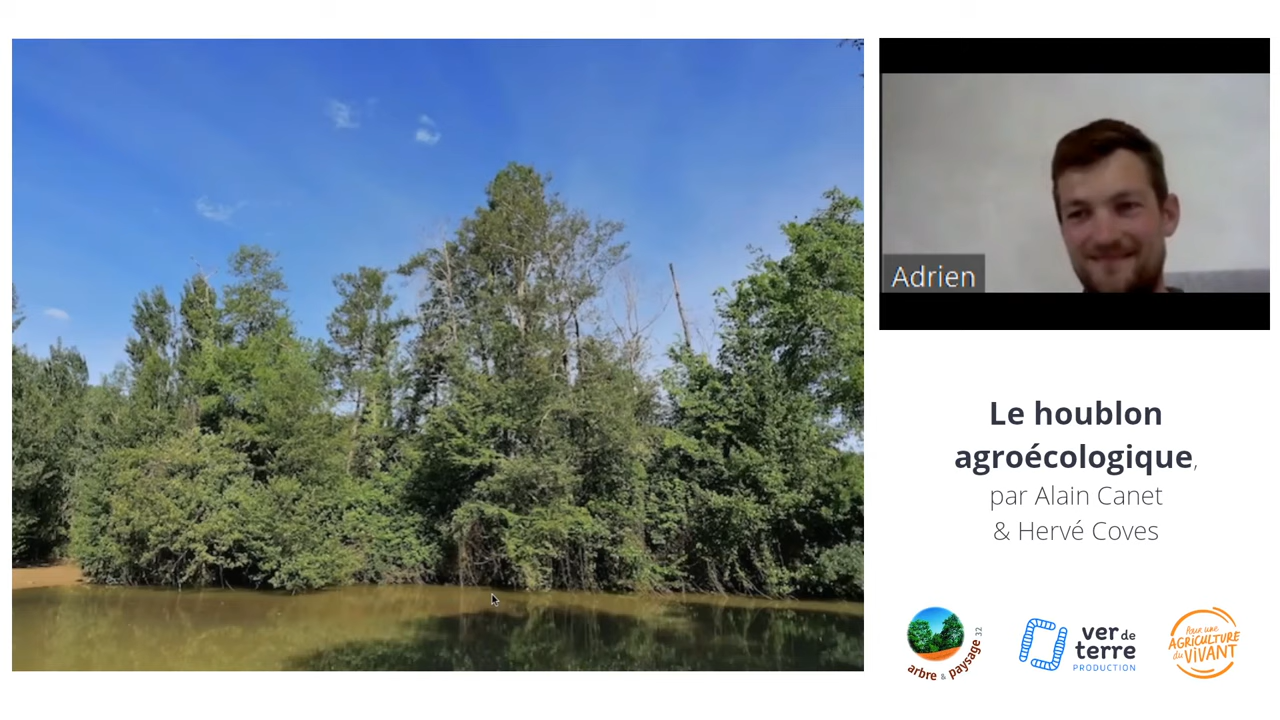 Adrien
Le houblon
agroécologique,
par Alain Canet
& Hervé Coves
arbre & paysage 32
ver de
terre
PRODUCTION
Pour une
AGRICULTURE
du VIVANT